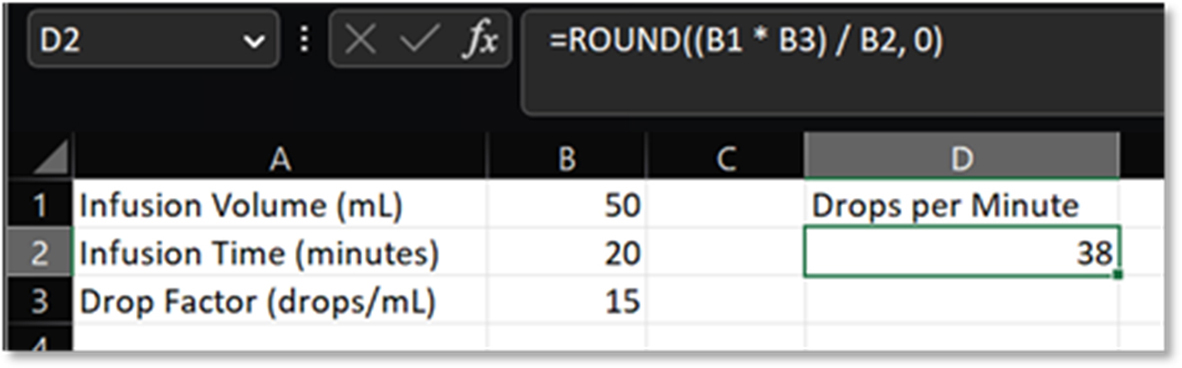 D2 fx =ROUND((B1 * B3) / B2, 0)
A B C D
1 Infusion Volume (mL) 50 Drops per Minute
2 Infusion Time (minutes) 20 38
3 Drop Factor (drops/mL) 15
4